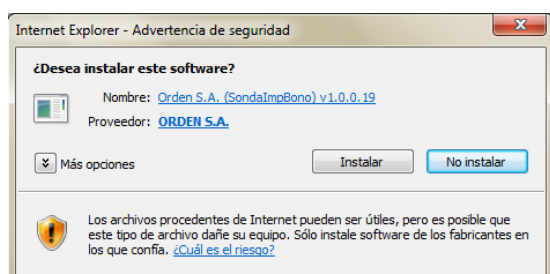 Internet Explorer - Advertencia de seguridad
¿Desea instalar este software?
Nombre: Orden S.A. (SondaImpBono) v1.0.0.19
Proveedor: ORDEN S.A.
Más opciones
Instalar
No instalar
Los archivos procedentes de Internet pueden ser útiles, pero es posible que
este tipo de archivo dañe su equipo. Sólo instale software de los fabricantes en
los que confía. ¿Cuál es el riesgo?